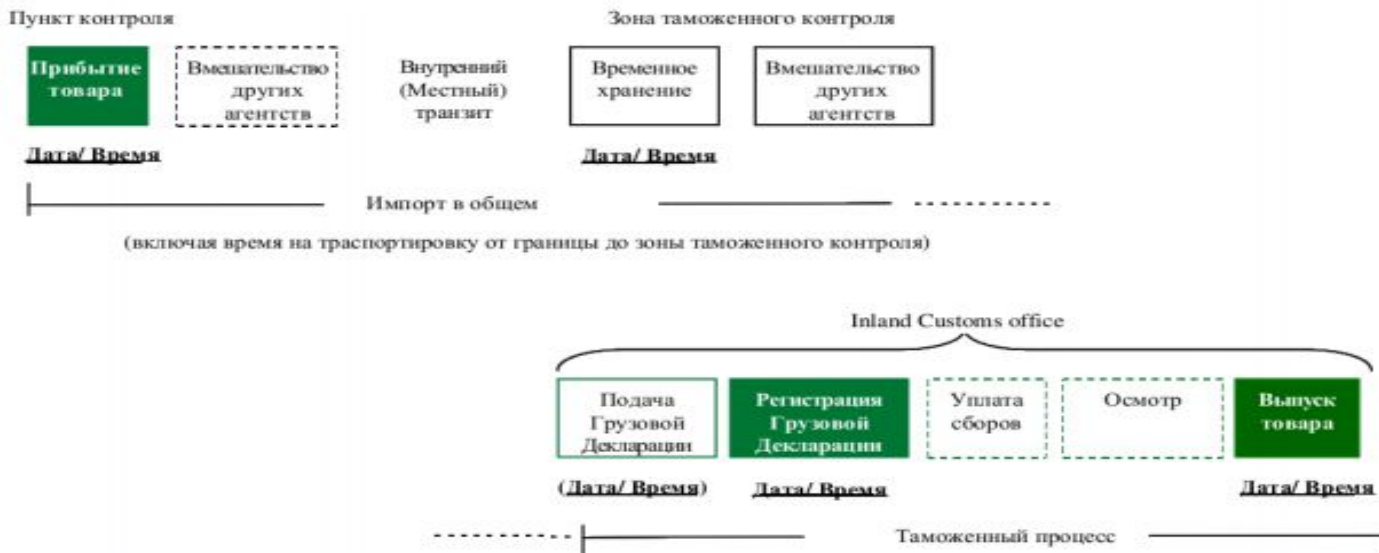 Пункт контроля
Зона таможенного контроля
Прибытие
товара
Вмешательство
других
агентств
Внутренний
(Местный)
транзит
Временное
хранение
Вмешательство
других
агентств
Дата/ Время
Дата/ Время
Импорт в общем
(включая время на траспортировку от границы до зоны таможенного контроля)
Inland Customs office
Подача
Грузовой
Декларации
Регистрация
Грузовой
Декларации
Уплата
сборов
Осмотр
Выпуск
товара
(Дата/ Время)
Дата/ Время
Дата/ Время
Таможенный процесс